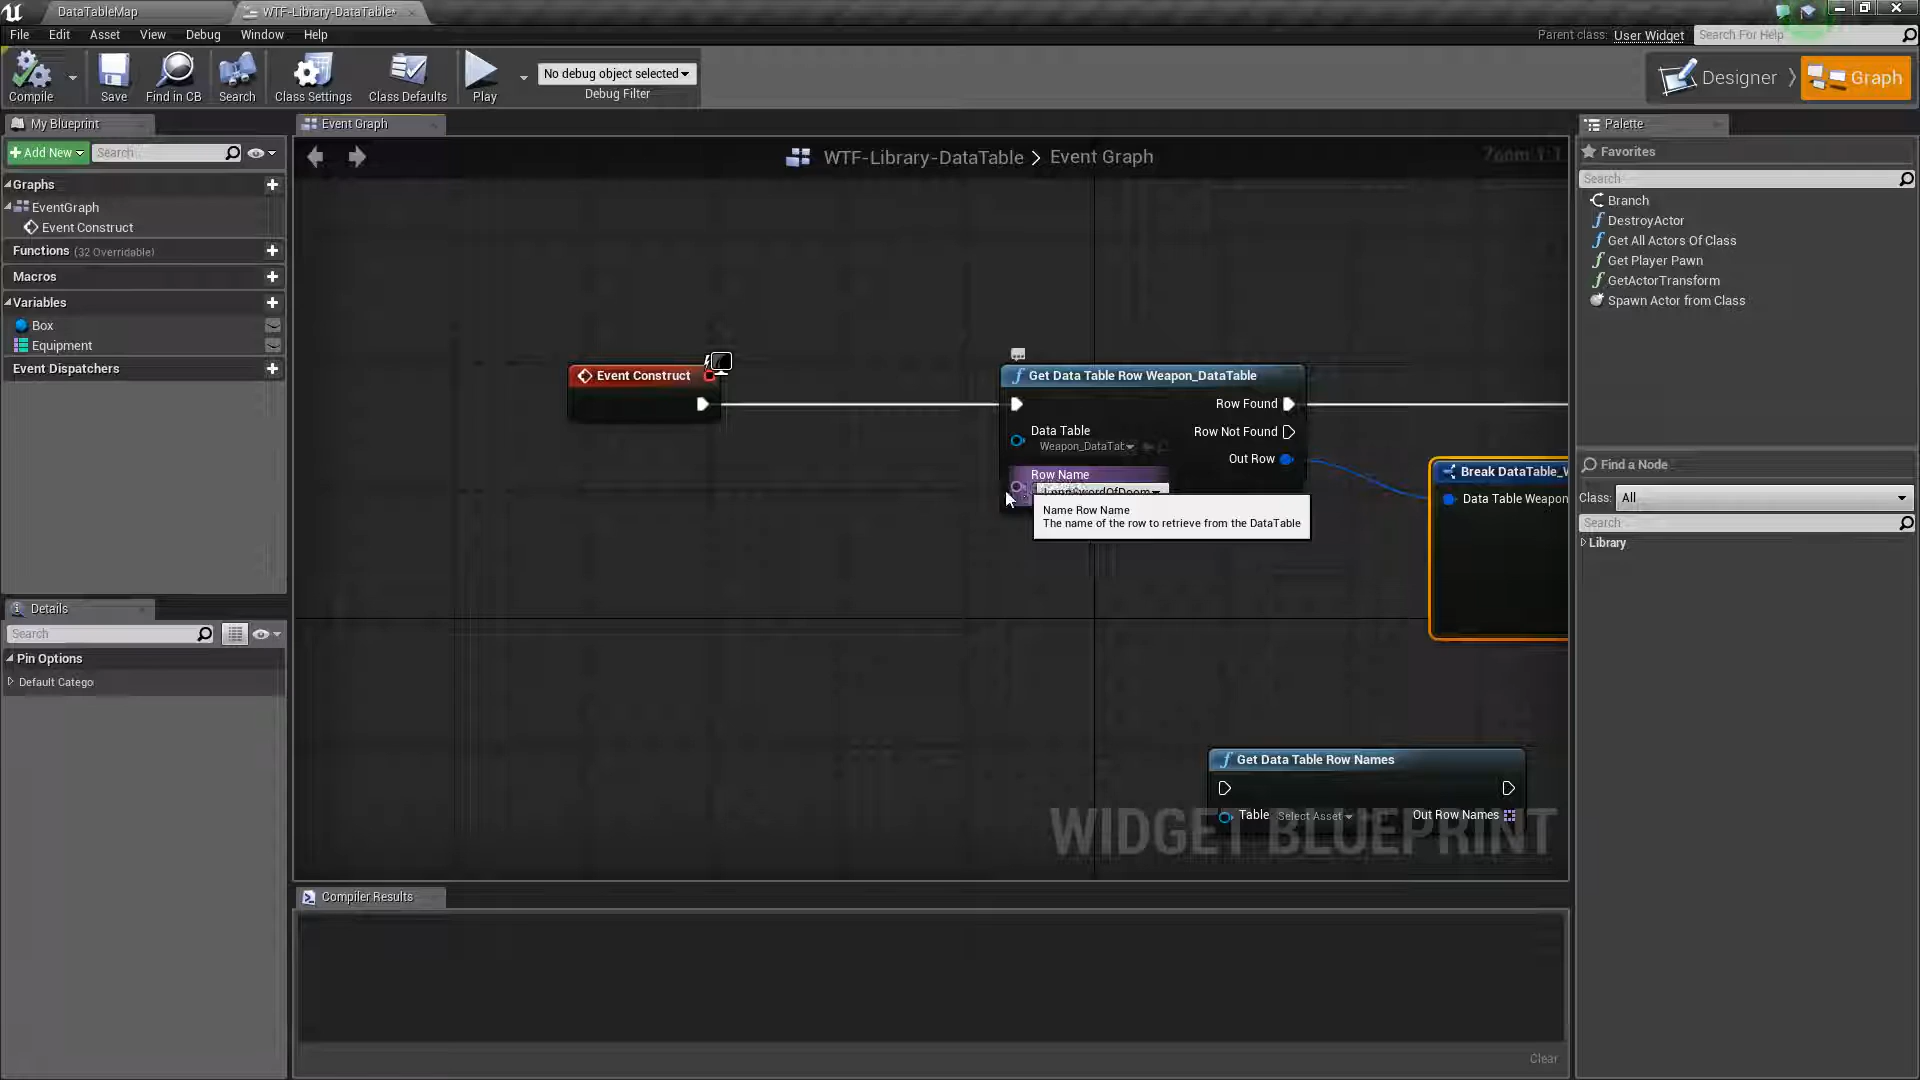 DataTableMap
WTF-Library-DataTable*
File Edit Asset View Debug Window Help
Parent class: User Widget
Search For Help
Compile
Save
Find in CB
Search
Class Settings
Class Defaults
Play
No debug object selected
Debug Filter
Designer
Graph
My Blueprint
Add New
Search
Graphs
EventGraph
Event Construct
Functions (32 Overridable)
Macros
Variables
Box
Equipment
Event Dispatchers
Details
Search
Pin Options
Default Catego
Event Graph
WTF-Library-DataTable > Event Graph
Zoom 1:1
Event Construct
Get Data Table Row Weapon_DataTable
Row Found
Data Table
Weapon_DataTat
Row Not Found
Out Row
Row Name
LongswordOfDoom
Name Row Name
The name of the row to retrieve from the DataTable
Break DataTable_W
Data Table Weapon
Get Data Table Row Names
Table Select Asset
Out Row Names
WIDGET BLUEPRINT
Compiler Results
Clear
Palette
Favorites
Search
Branch
DestroyActor
Get All Actors Of Class
Get Player Pawn
GetActorTransform
Spawn Actor from Class
Find a Node
Class: All
Search
Library